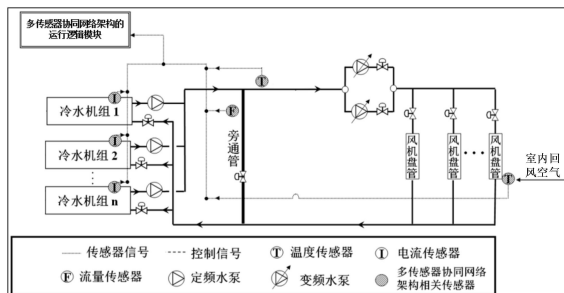 多传感器协同网络架构的
运行逻辑模块
T
I
冷水机组 1
F
I
冷水机组 2
I
冷水机组 n
旁通管
风机盘管
风机盘管
风机盘管
室内回
风空气
T
传感器信号
控制信号
T 温度传感器
I 电流传感器
F 流量传感器
定频水泵
变频水泵
多传感器协同网络
架构相关传感器